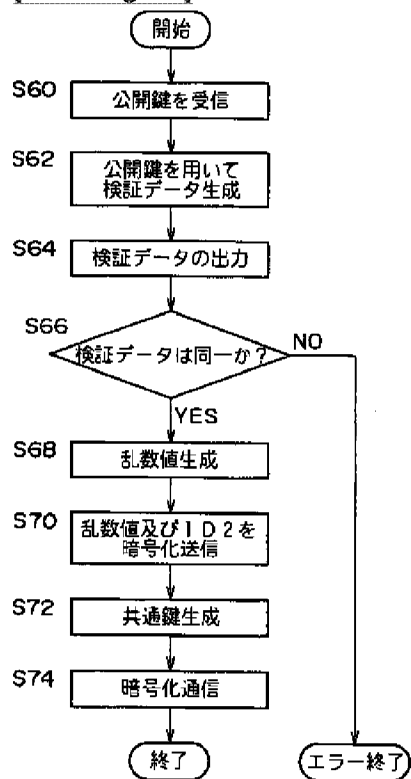 開始
S60
公開鍵を受信
S62
公開鍵を用いて
検証データ生成
S64
検証データの出力
S66
検証データは同一か?
NO
YES
S68
乱数値生成
S70
乱数値及びID2を
暗号化送信
S72
共通鍵生成
S74
暗号化通信
終了
エラー終了